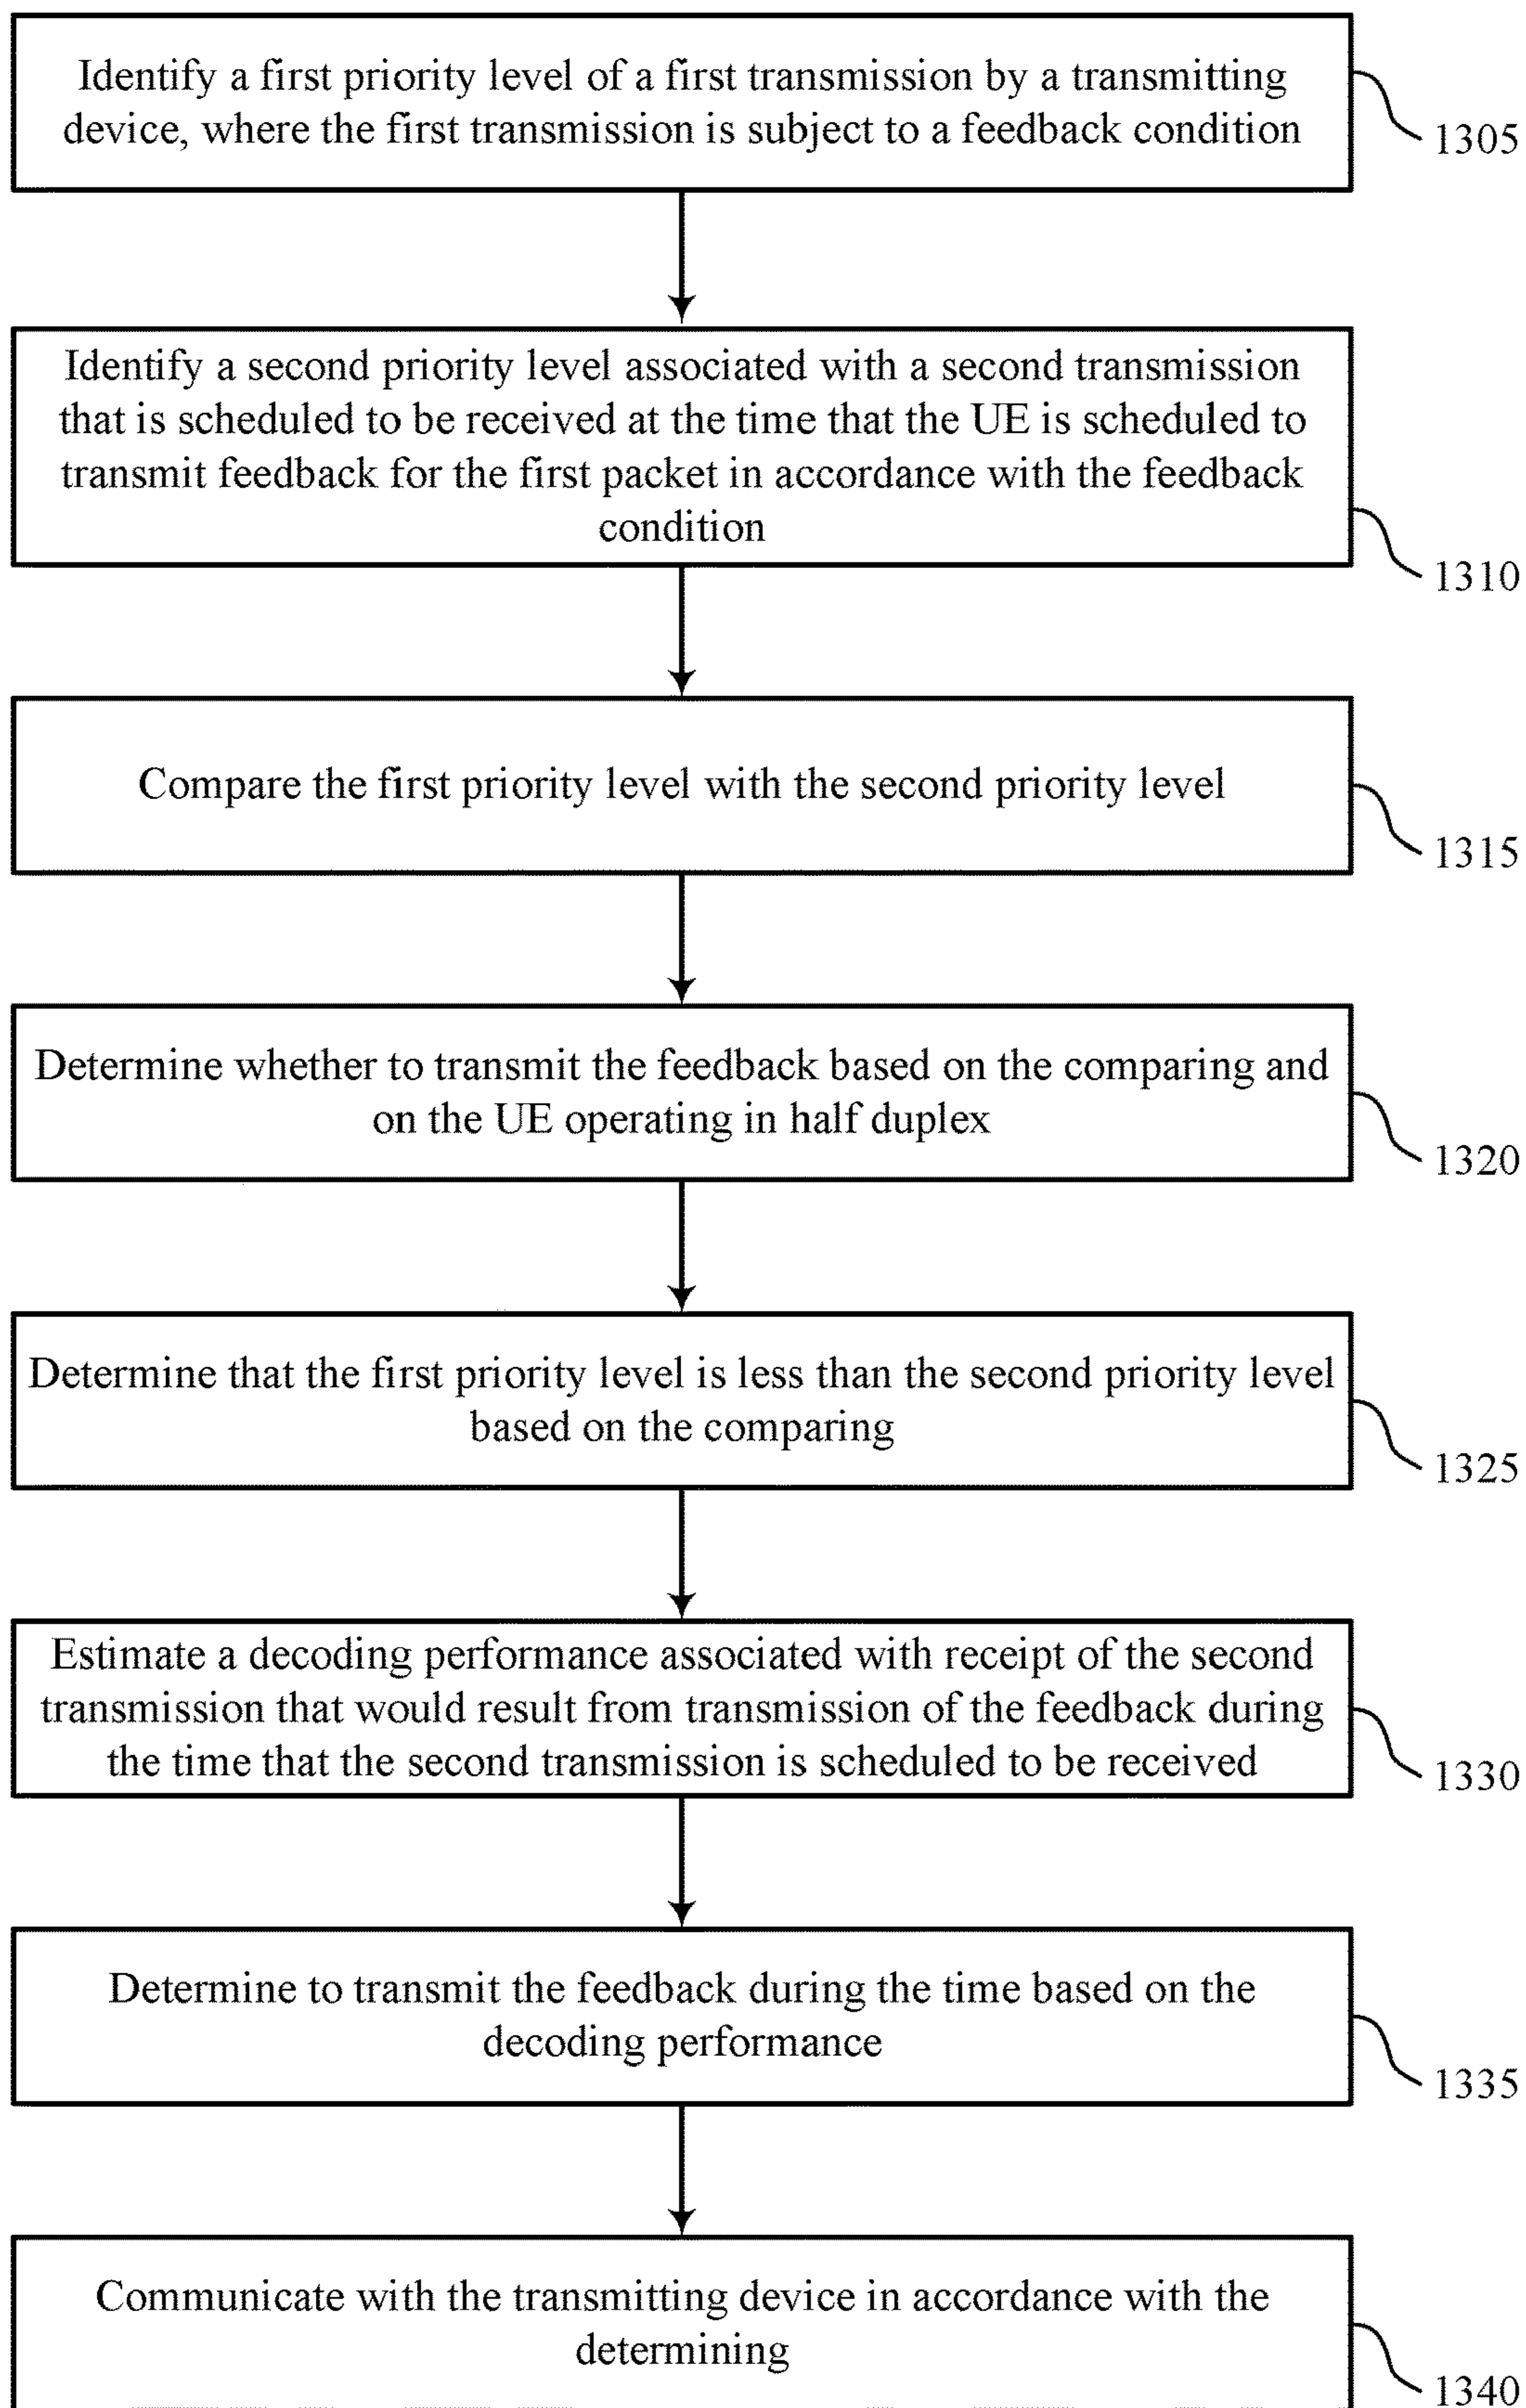 Identify a first priority level of a first transmission by a transmitting
device, where the first transmission is subject to a feedback condition
1305
Identify a second priority level associated with a second transmission
that is scheduled to be received at the time that the UE is scheduled to
transmit feedback for the first packet in accordance with the feedback
condition
1310
Compare the first priority level with the second priority level
1315
Determine whether to transmit the feedback based on the comparing and
on the UE operating in half duplex
1320
Determine that the first priority level is less than the second priority level
based on the comparing
1325
Estimate a decoding performance associated with receipt of the second
transmission that would result from transmission of the feedback during
the time that the second transmission is scheduled to be received
1330
Determine to transmit the feedback during the time based on the
decoding performance
1335
Communicate with the transmitting device in accordance with the
determining
1340